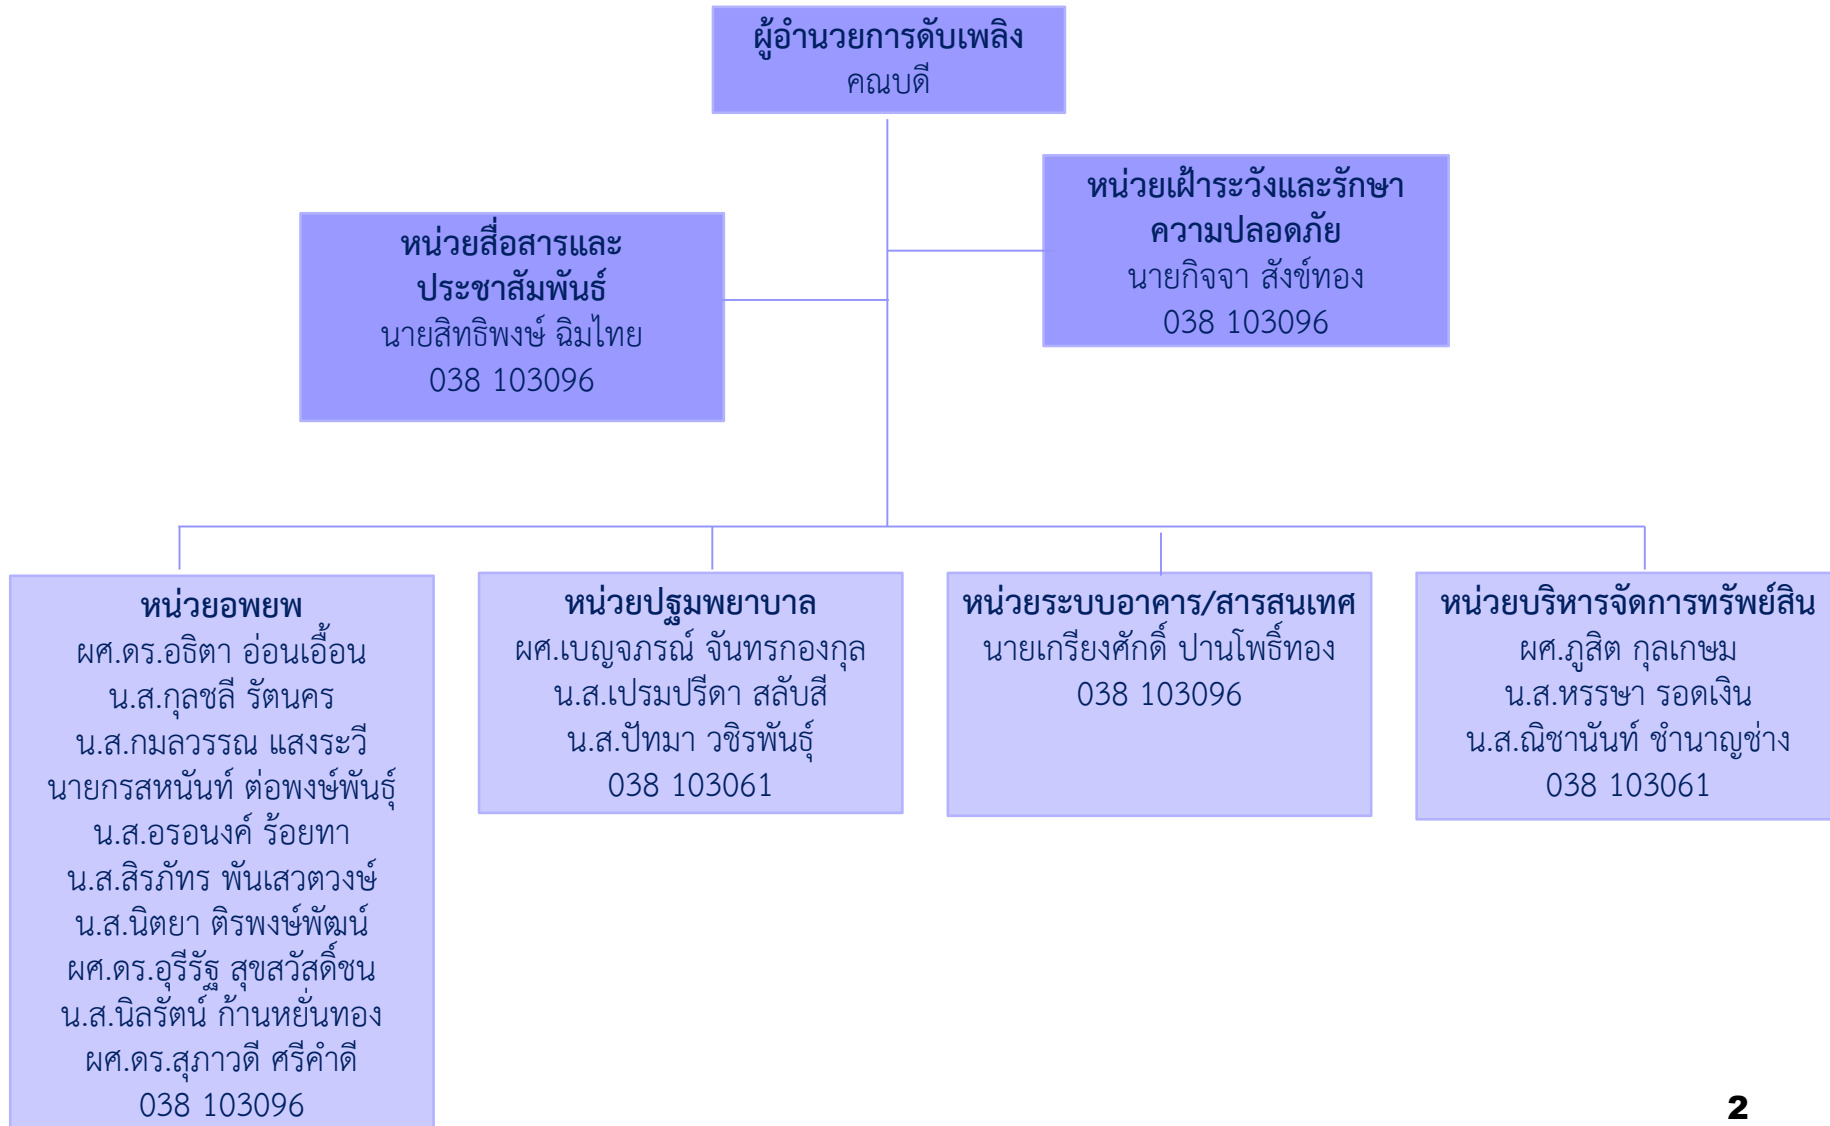 ผู้อำนวยการดับเพลิง
คณบดี
หน่วยเฝ้าระวังและรักษา
ความปลอดภัย
นายกิจจา สังข์ทอง
038 103096
หน่วยสื่อสารและ
ประชาสัมพันธ์
นายสิทธิพงษ์ ฉิมไทย
038 103096
หน่วยอพยพ
ผศ.ดร.อธิตา อ่อนเอื้อน
น.ส.กุลชลี รัตนคร
น.ส.กมลวรรณ แสงระวี
นายกรสหนันท์ ต่อพงษ์พันธุ์
น.ส.อรอนงค์ ร้อยทา
น.ส.สิรภัทร พันเสวตวงษ์
น.ส.นิตยา ติรพงษ์พัฒน์
ผศ.ดร.อุรีรัฐ สุขสวัสดิ์ชน
น.ส.นิลรัตน์ ก้านหยั่นทอง
ผศ.ดร.สุภาวดี ศรีคำดี
038 103096
หน่วยปฐมพยาบาล
ผศ.เบญจภรณ์ จันทรกองกุล
น.ส.เปรมปรีดา สลับสี
น.ส.ปัทมา วชิรพันธุ์
038 103061
หน่วยระบบอาคาร/สารสนเทศ
นายเกรียงศักดิ์ ปานโพธิ์ทอง
038 103096
หน่วยบริหารจัดการทรัพย์สิน
ผศ.ภูสิต กุลเกษม
น.ส.หรรษา รอดเงิน
น.ส.ณิชานันท์ ชำนาญช่าง
038 103061
2